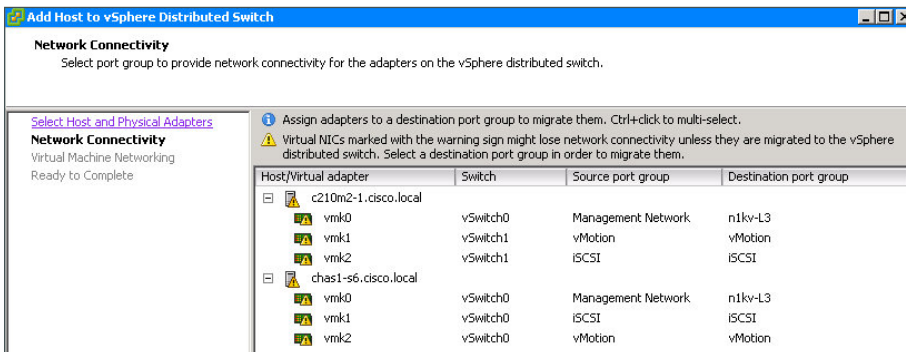 Add Host to vSphere Distributed Switch
Network Connectivity
Select port group to provide network connectivity for the adapters on the vSphere distributed switch.
Select Host and Physical Adapters
Network Connectivity
Virtual Machine Networking
Ready to Complete
Assign adapters to a destination port group to migrate them. Ctrl+click to multi-select.
Virtual NICs marked with the warning sign might lose network connectivity unless they are migrated to the vSphere
distributed switch. Select a destination port group in order to migrate them.
Host/Virtual adapter Switch Source port group Destination port group
c210m2-1.cisco.local
vmk0 vSwitch0 Management Network n1kv-L3
vmk1 vSwitch1 vMotion vMotion
vmk2 vSwitch1 iSCSI iSCSI
chas1-s6.cisco.local
vmk0 vSwitch0 Management Network n1kv-L3
vmk1 vSwitch0 iSCSI iSCSI
vmk2 vSwitch0 vMotion vMotion